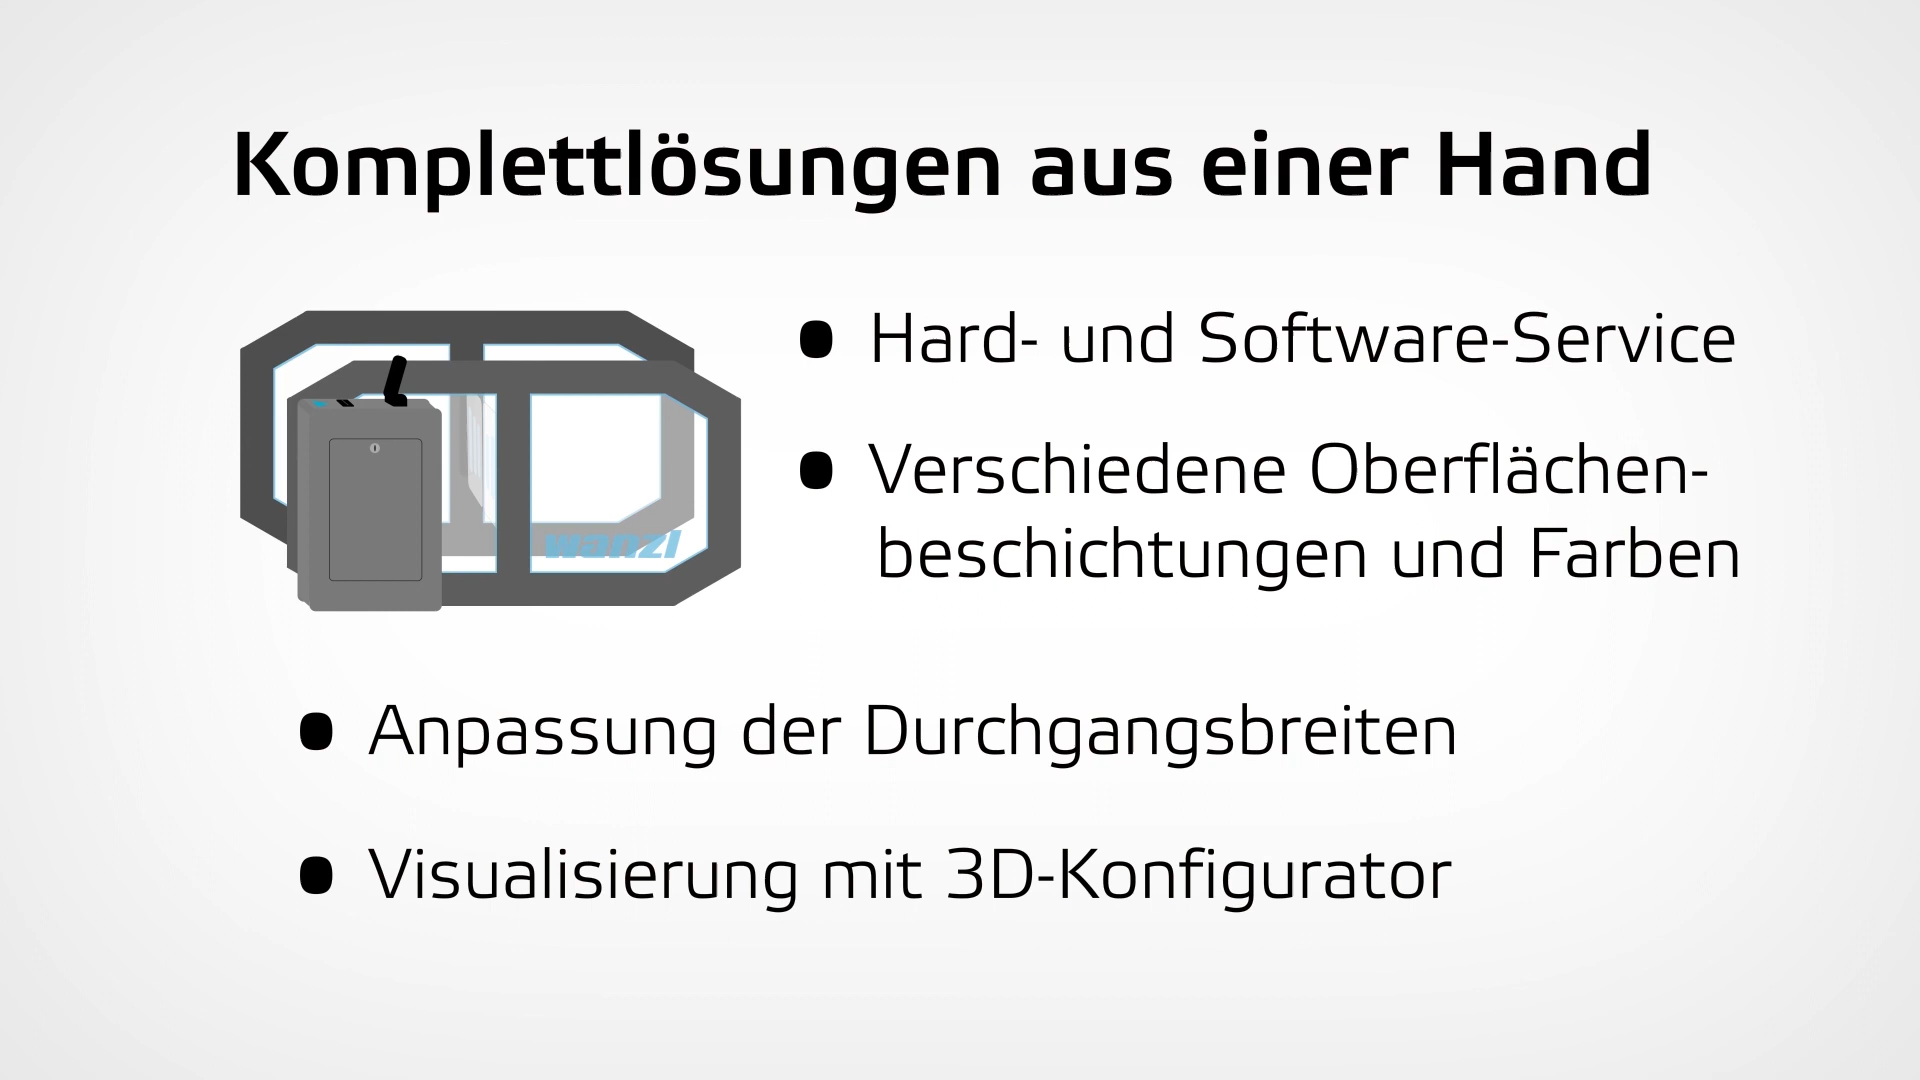 Komplettlösungen aus einer Hand
• Hard- und Software-Service
• Verschiedene Oberflächen-
beschichtungen und Farben
wanzl
• Anpassung der Durchgangsbreiten
• Visualisierung mit 3D-Konfigurator